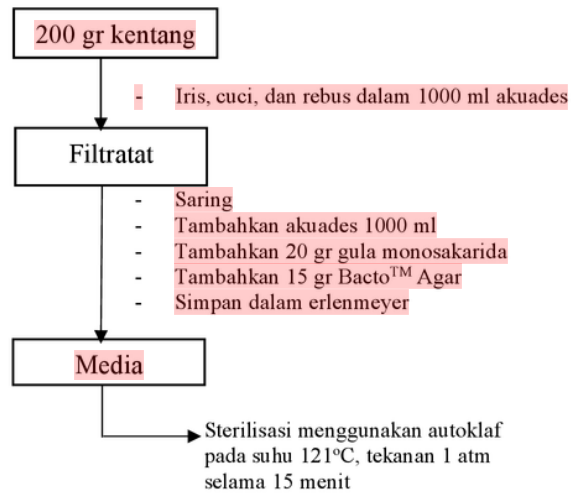 200 gr kentang
- Iris, cuci, dan rebus dalam 1000 ml akuades
Filtratat
- Saring
- Tambahkan akuades 1000 ml
- Tambahkan 20 gr gula monosakarida
- Tambahkan 15 gr Bacto™ Agar
- Simpan dalam erlenmeyer
Media
Sterilisasi menggunakan autoklaf
pada suhu 121°C, tekanan 1 atm
selama 15 menit